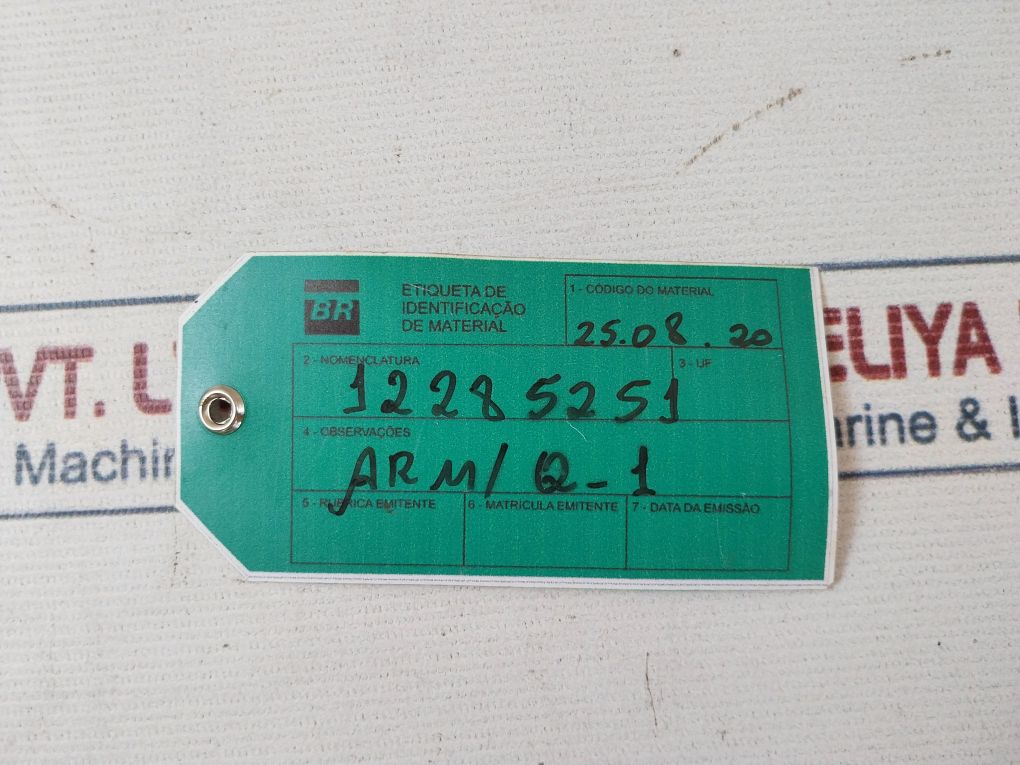 BR
ETIQUETA DE
IDENTIFICAÇÃO
DE MATERIAL
1 - CÓDIGO DO MATERIAL
25.08.20
2 - NOMENCLATURA
3 - UF
12285251
4 - OBSERVAÇÕES
ARM/ Q-1
5 - RUBRICA EMITENTE
6 - MATRÍCULA EMITENTE
7 - DATA DA EMISSÃO
VT. L
ELIYA
Machin
arine & I